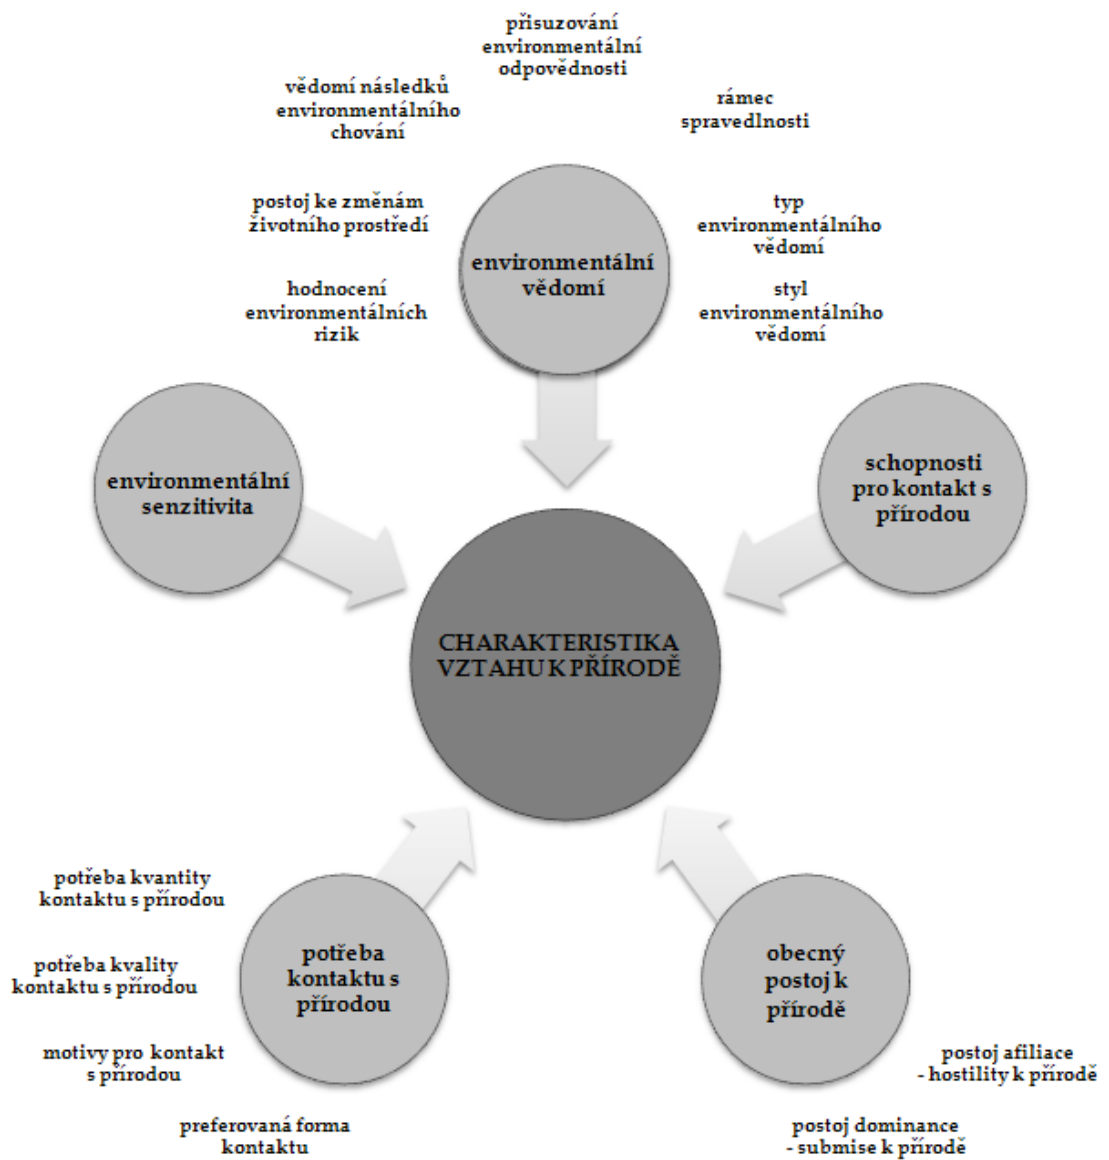 přisuzování
environmentální
odpovědnosti
vědomí následků
environmentálního
chování
rámec
spravedlnosti
postoj ke změnám
životního prostředí
typ
environmentálního
vědomí
environmentální
vědomí
hodnocení
environmentálních
rizik
styl
environmentálního
vědomí
environmentální
senzitivita
schopnosti
pro kontakt s
přírodou
CHARAKTERISTIKA
VZTAHU K PŘÍRODĚ
potřeba kvantity
kontaktu s přírodou
potřeba kvality
kontaktu s přírodou
potřeba
kontaktu s
přírodou
motivy pro kontakt
s přírodou
preferovaná forma
kontaktu
obecný
postoj k
přírodě
postoj afiliace
- hostility k přírodě
postoj dominance
- submise k přírodě